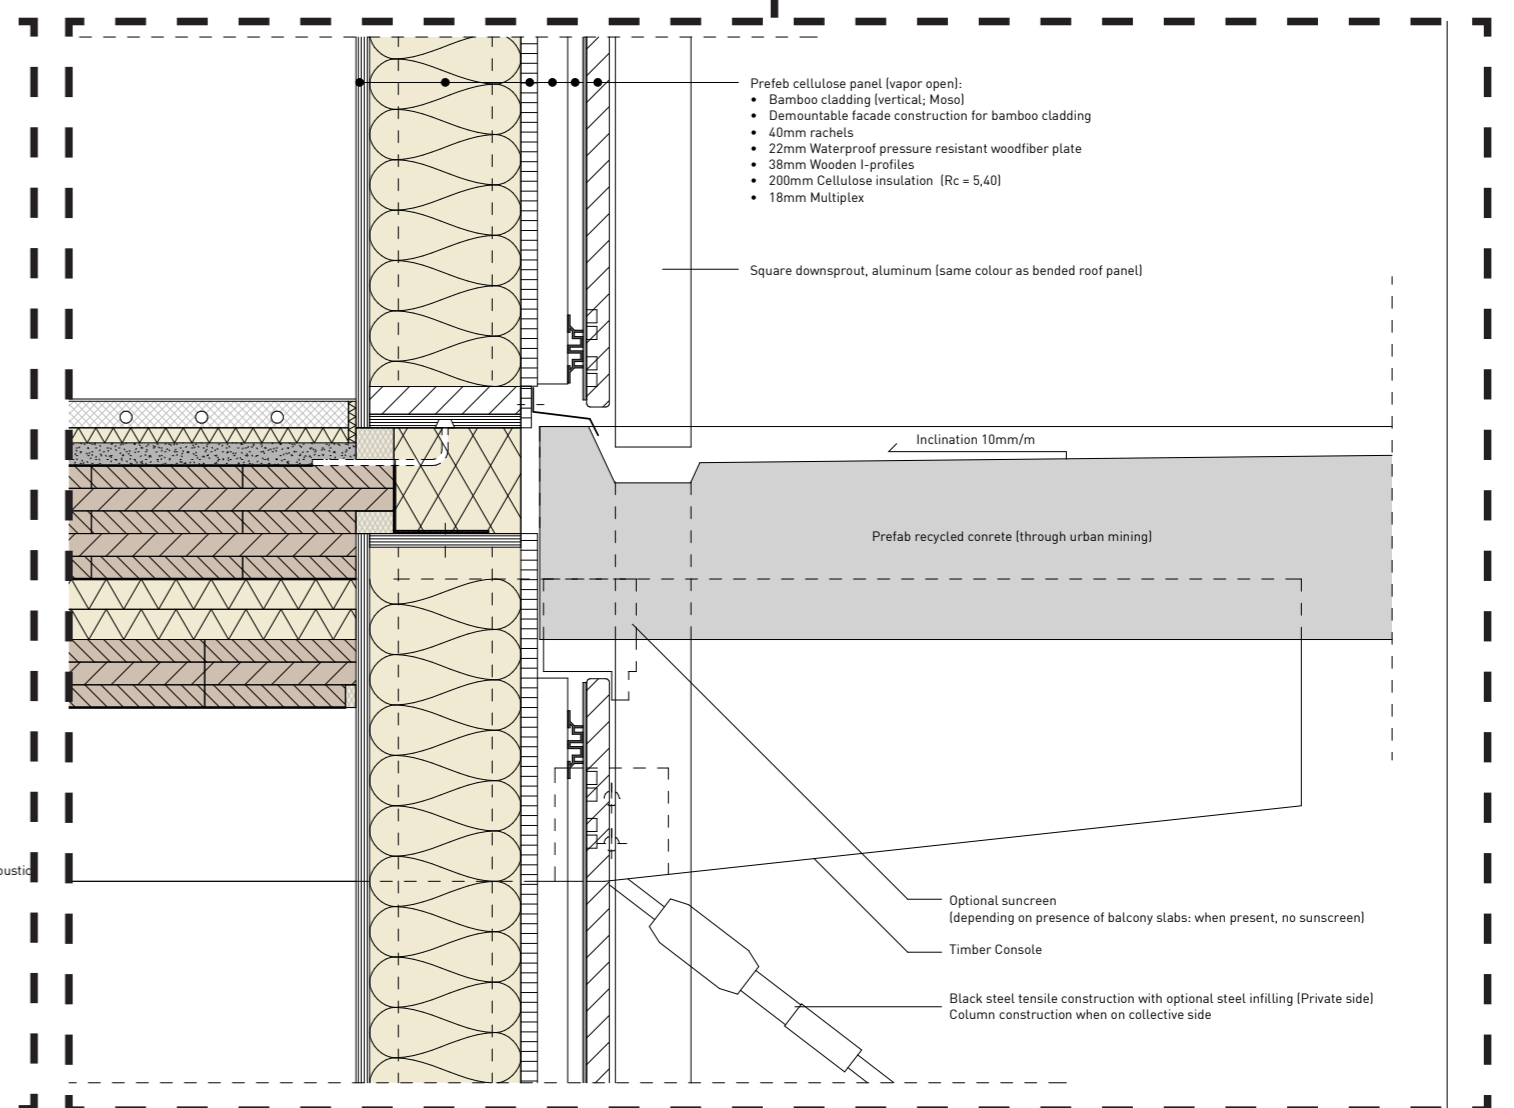 Prefeb cellulose panel (vapor open):
• Bamboo cladding (vertical; Moso)
• Demountable facade construction for bamboo cladding
• 40mm rachels
• 22mm Waterproof pressure resistant woodfiber plate
• 38mm Wooden I-profiles
• 200mm Cellulose insulation (Rc = 5,40)
• 18mm Multiplex
Square downsprout, aluminum (same colour as bended roof panel)
Inclination 10mm/m
Prefab recycled conrete (through urban mining)
oustic
Optional suncreen
(depending on presence of balcony slabs: when present, no sunscreen)
Timber Console
Black steel tensile construction with optional steel infilling (Private side)
Column construction when on collective side